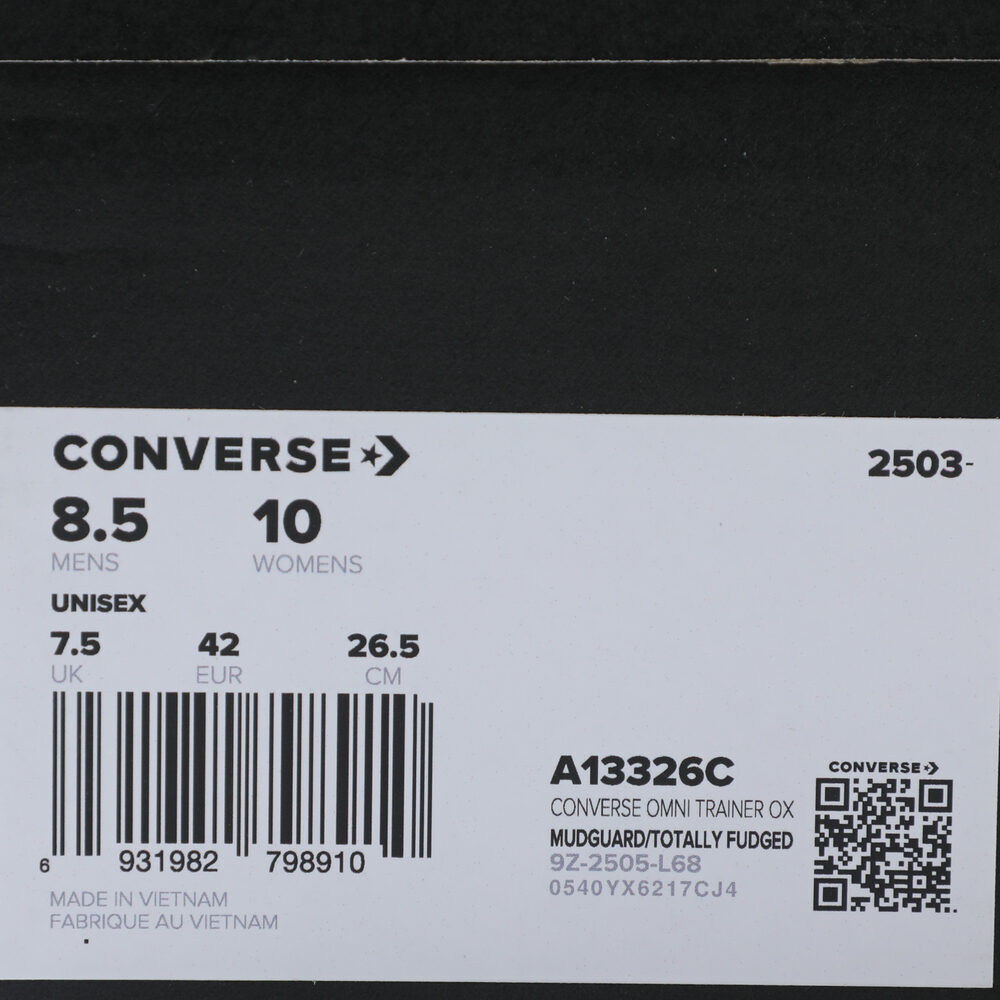 CONVERSE
2503-
8.5 10
MENS WOMENS
UNISEX
7.5 42 26.5
UK EUR CM
6 931982 798910
MADE IN VIETNAM
FABRIQUE AU VIETNAM
A13326C
CONVERSE OMNI TRAINER OX
MUDGUARD/TOTALLY FUDGED
9Z-2505-L68
0540YX6217CJ4
CONVERSE